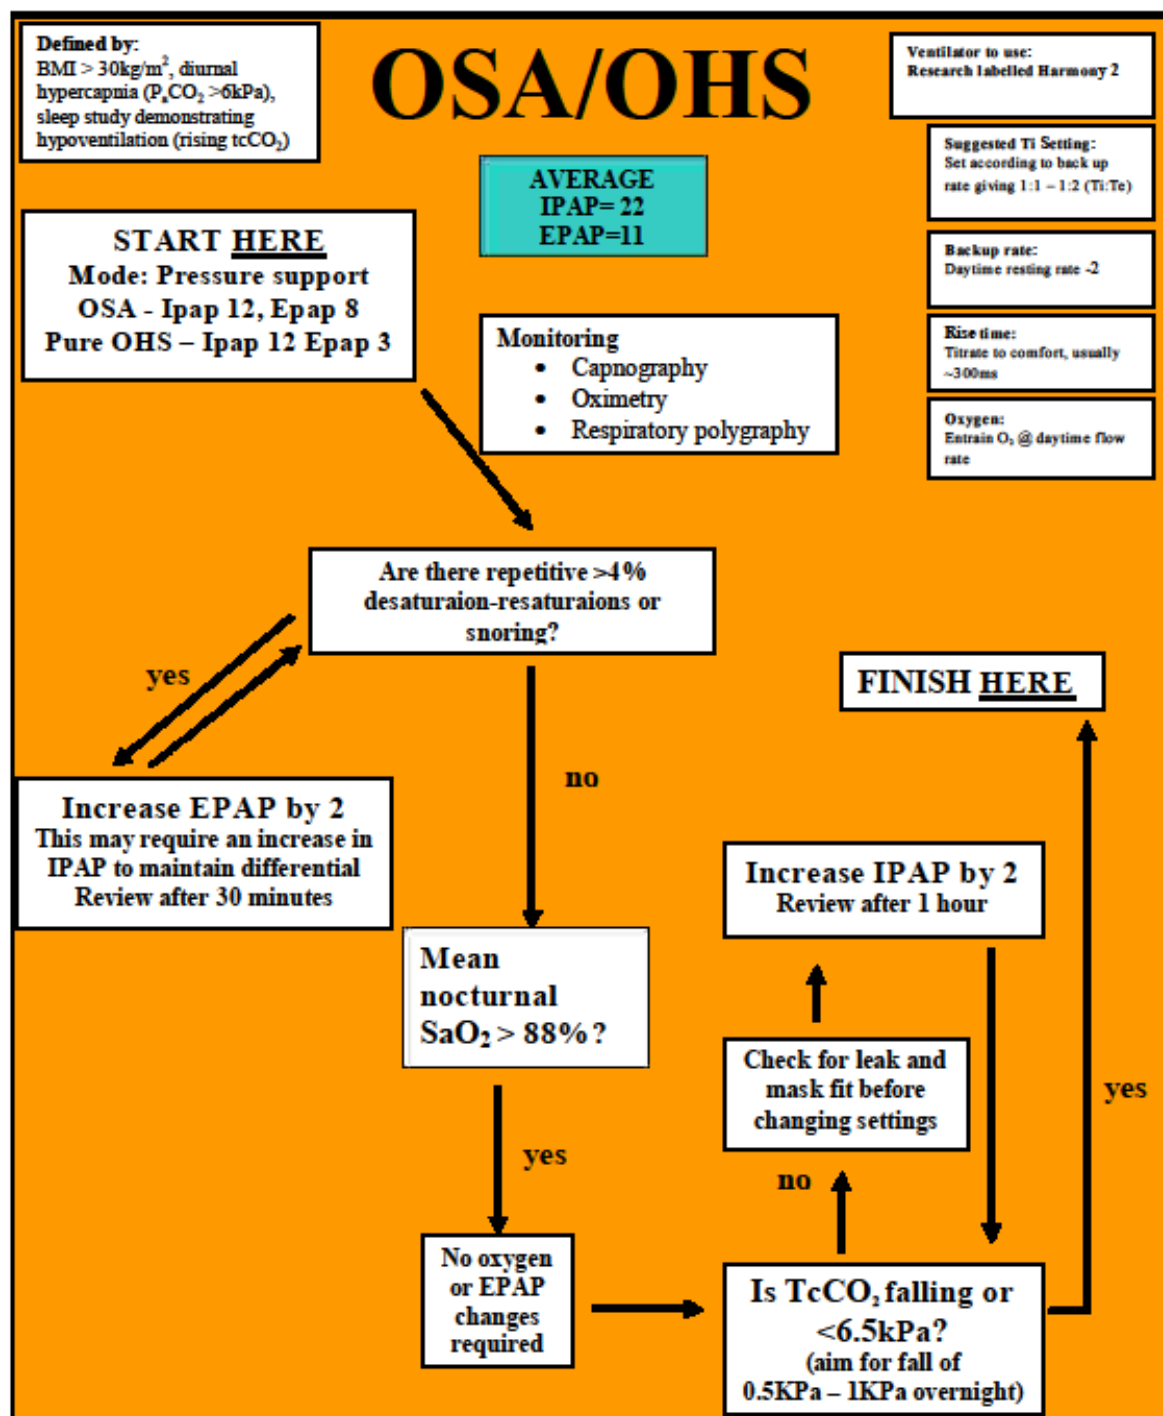 Defined by:
BMI > 30kg/m², diurnal
hypercapnia (PₐCO₂ >6kPa),
sleep study demonstrating
hypoventilation (rising tcCO₂)
OSA/OHS
Ventilator to use:
Research labelled Harmony 2
Suggested Ti Setting:
Set according to back up
rate giving 1:1 – 1:2 (Ti:Te)
AVERAGE
IPAP= 22
EPAP=11
START HERE
Mode: Pressure support
OSA - Ipap 12, Epap 8
Pure OHS – Ipap 12 Epap 3
Backup rate:
Daytime resting rate -2
Monitoring
• Capnography
• Oximetry
• Respiratory polygraphy
Rise time:
Titrate to comfort, usually
~300ms
Oxygen:
Entrain O₂ @ daytime flow
rate
Are there repetitive >4%
desaturaion-resaturaions or
snoring?
yes
no
FINISH HERE
Increase EPAP by 2
This may require an increase in
IPAP to maintain differential
Review after 30 minutes
Increase IPAP by 2
Review after 1 hour
Mean
nocturnal
SaO₂ > 88%?
Check for leak and
mask fit before
changing settings
yes
yes
no
No oxygen
or EPAP
changes
required
Is TcCO₂ falling or
<6.5kPa?
(aim for fall of
0.5KPa – 1KPa overnight)